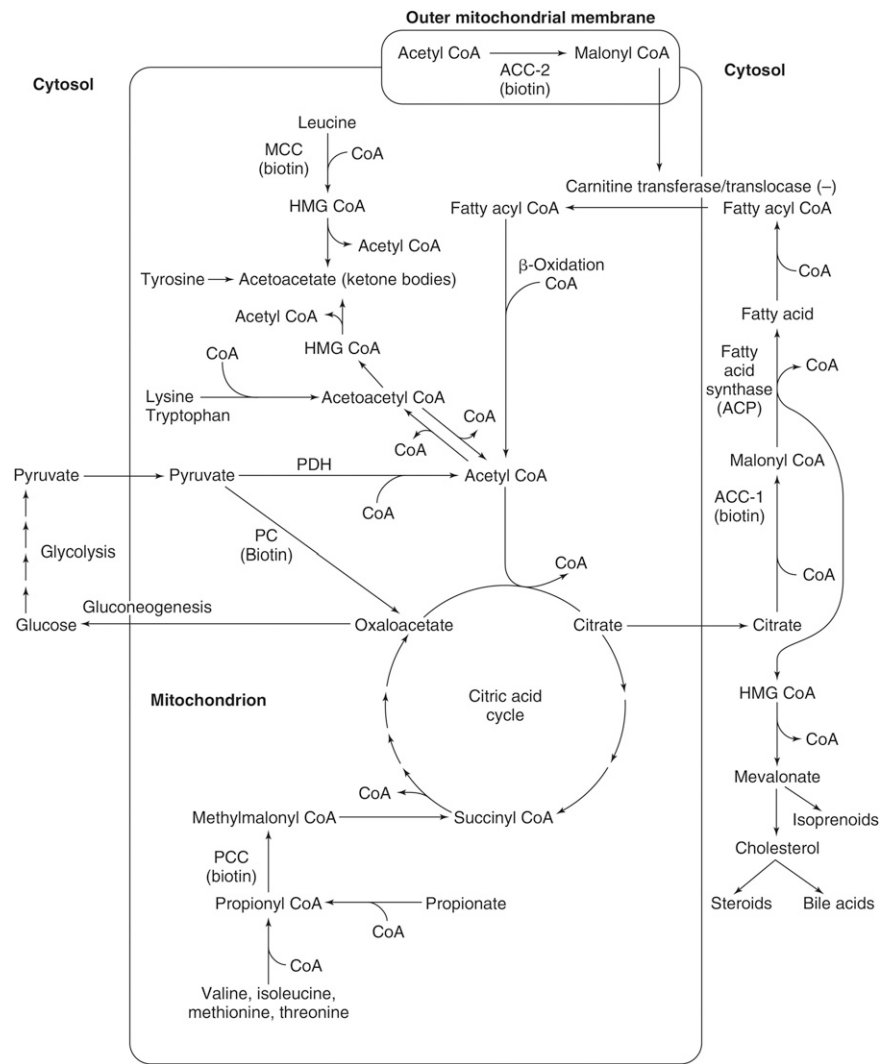 Outer mitochondrial membrane
Acetyl CoA
Malonyl CoA
ACC-2
(biotin)
Cytosol
Cytosol
Leucine
MCC
(biotin)
CoA
HMG CoA
Acetyl CoA
Tyrosine
Acetoacetate (ketone bodies)
Acetyl CoA
HMG CoA
CoA
Lysine
Tryptophan
Acetoacetyl CoA
CoA
CoA
Carnitine transferase/translocase (–)
Fatty acyl CoA
Fatty acyl CoA
β-Oxidation
CoA
CoA
Fatty acid
Fatty
acid
synthase
(ACP)
CoA
Malonyl CoA
ACC-1
(biotin)
CoA
Pyruvate
Pyruvate
PDH
Acetyl CoA
CoA
PC
(Biotin)
Glycolysis
CoA
Gluconeogenesis
Glucose
Oxaloacetate
Citrate
Citrate
Mitochondrion
Citric acid
cycle
HMG CoA
CoA
Mevalonate
Isoprenoids
Cholesterol
Steroids
Bile acids
CoA
Methylmalonyl CoA
Succinyl CoA
PCC
(biotin)
Propionyl CoA
Propionate
CoA
CoA
Valine, isoleucine,
methionine, threonine